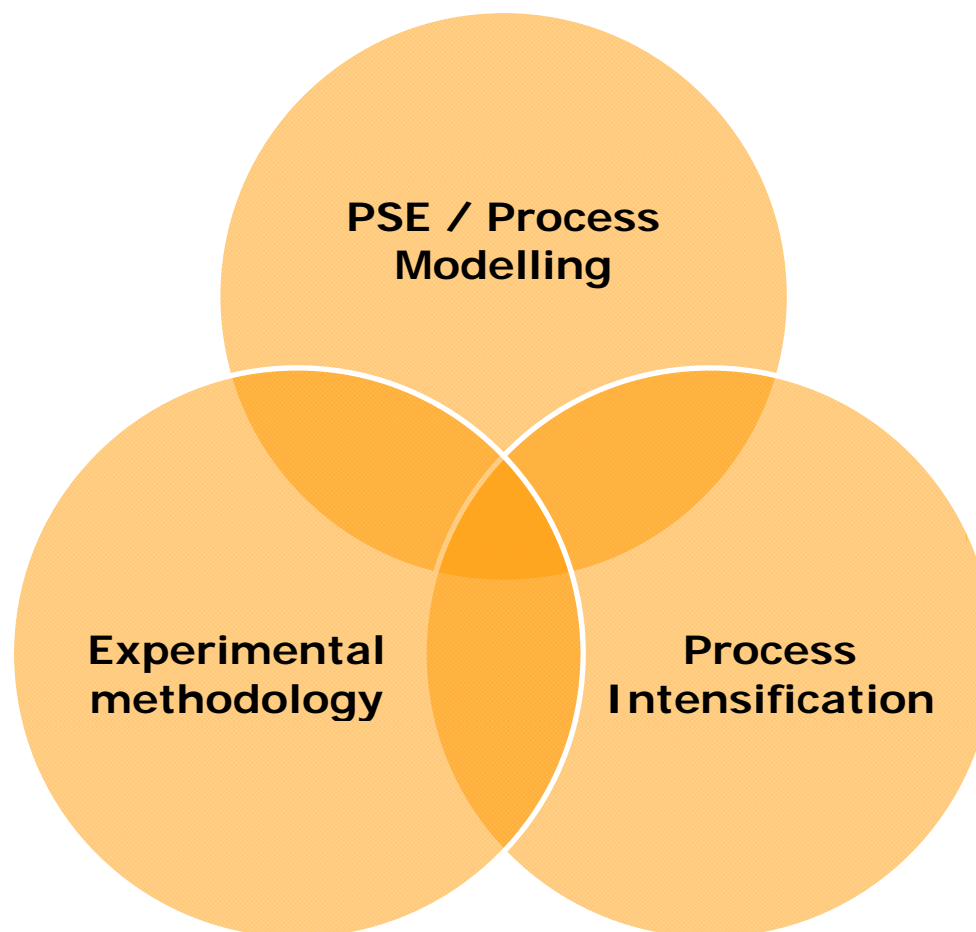 PSE / Process
Modelling
Experimental
methodology
Process
Intensification